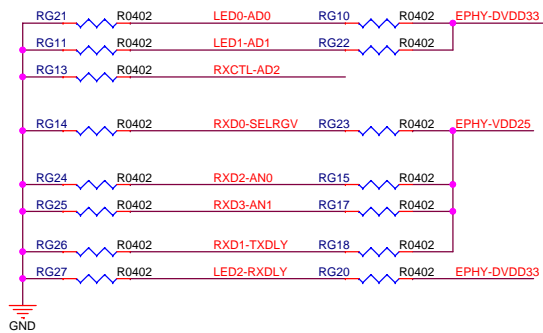 RG21 R0402 LED0-AD0 RG10 R0402 EPHY-DVDD33
RG11 R0402 LED1-AD1 RG22 R0402
RG13 R0402 RXCTL-AD2
RG14 R0402 RXD0-SELRGV RG23 R0402 EPHY-VDD25
RG24 R0402 RXD2-AN0 RG15 R0402
RG25 R0402 RXD3-AN1 RG17 R0402
RG26 R0402 RXD1-TXDLY RG18 R0402
RG27 R0402 LED2-RXDLY RG20 R0402 EPHY-DVDD33
GND